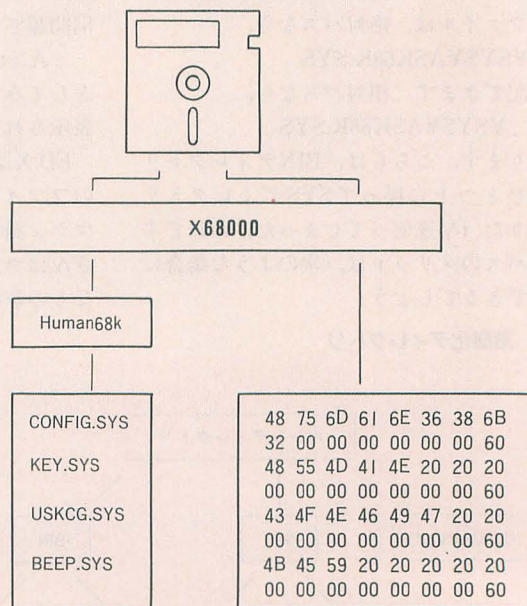 X68000
Human68k
CONFIG.SYS
KEY.SYS
USKCG.SYS
BEEP.SYS
48 75 6D 61 6E 36 38 6B
32 00 00 00 00 00 00 60
48 55 4D 41 4E 20 20 20
00 00 00 00 00 00 00 60
43 4F 4E 46 49 47 20 20
00 00 00 00 00 00 00 60
4B 45 59 20 20 20 20 20
00 00 00 00 00 00 00 60